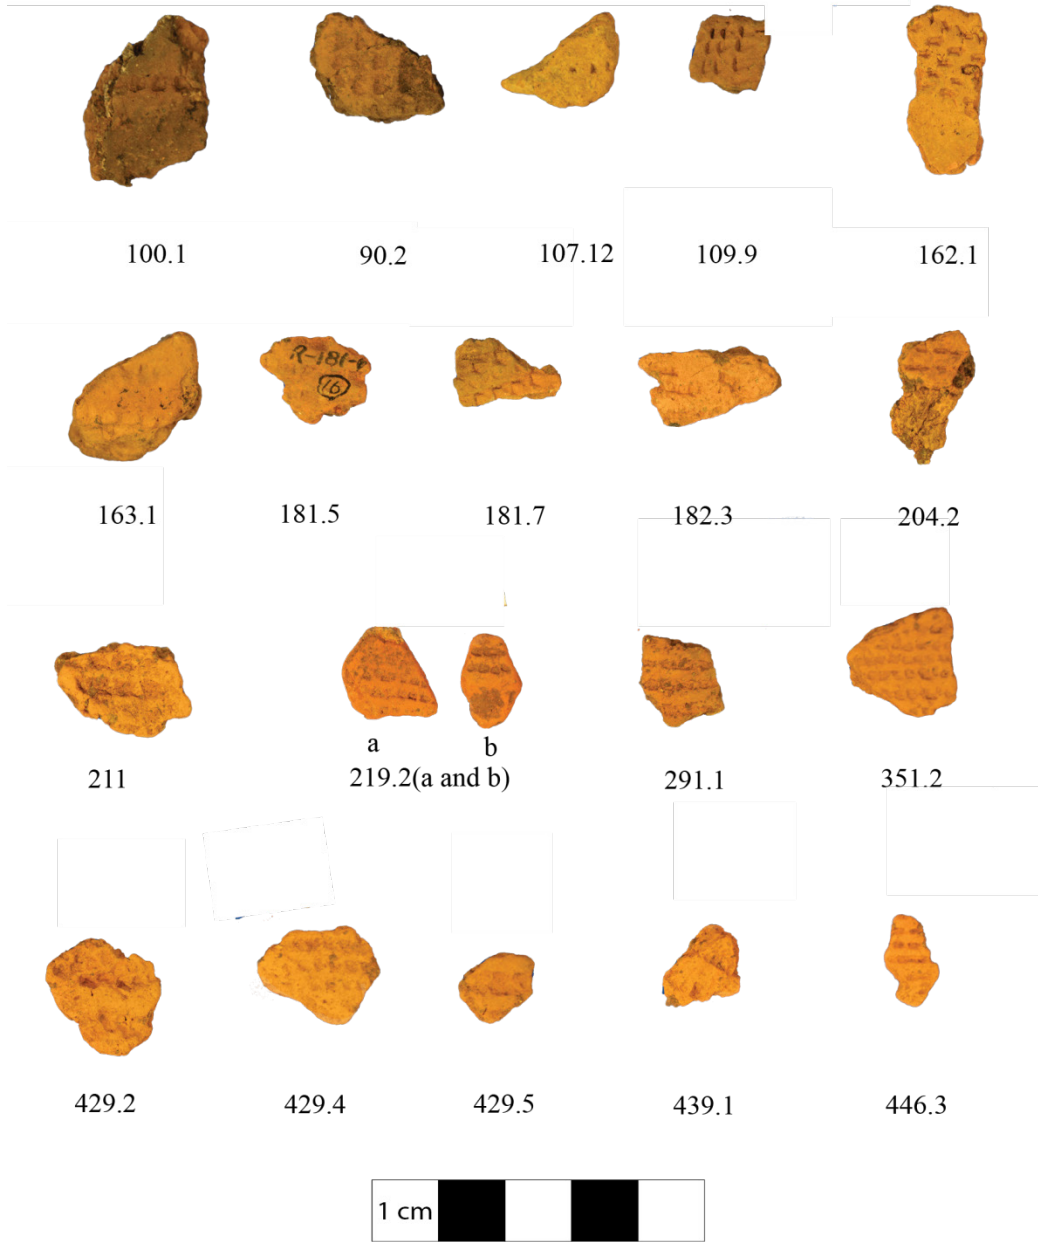 100.1 90.2 107.12 109.9 162.1
R-181-
16
163.1 181.5 181.7 182.3 204.2
a b
211 219.2(a and b) 291.1 351.2
429.2 429.4 429.5 439.1 446.3
1 cm